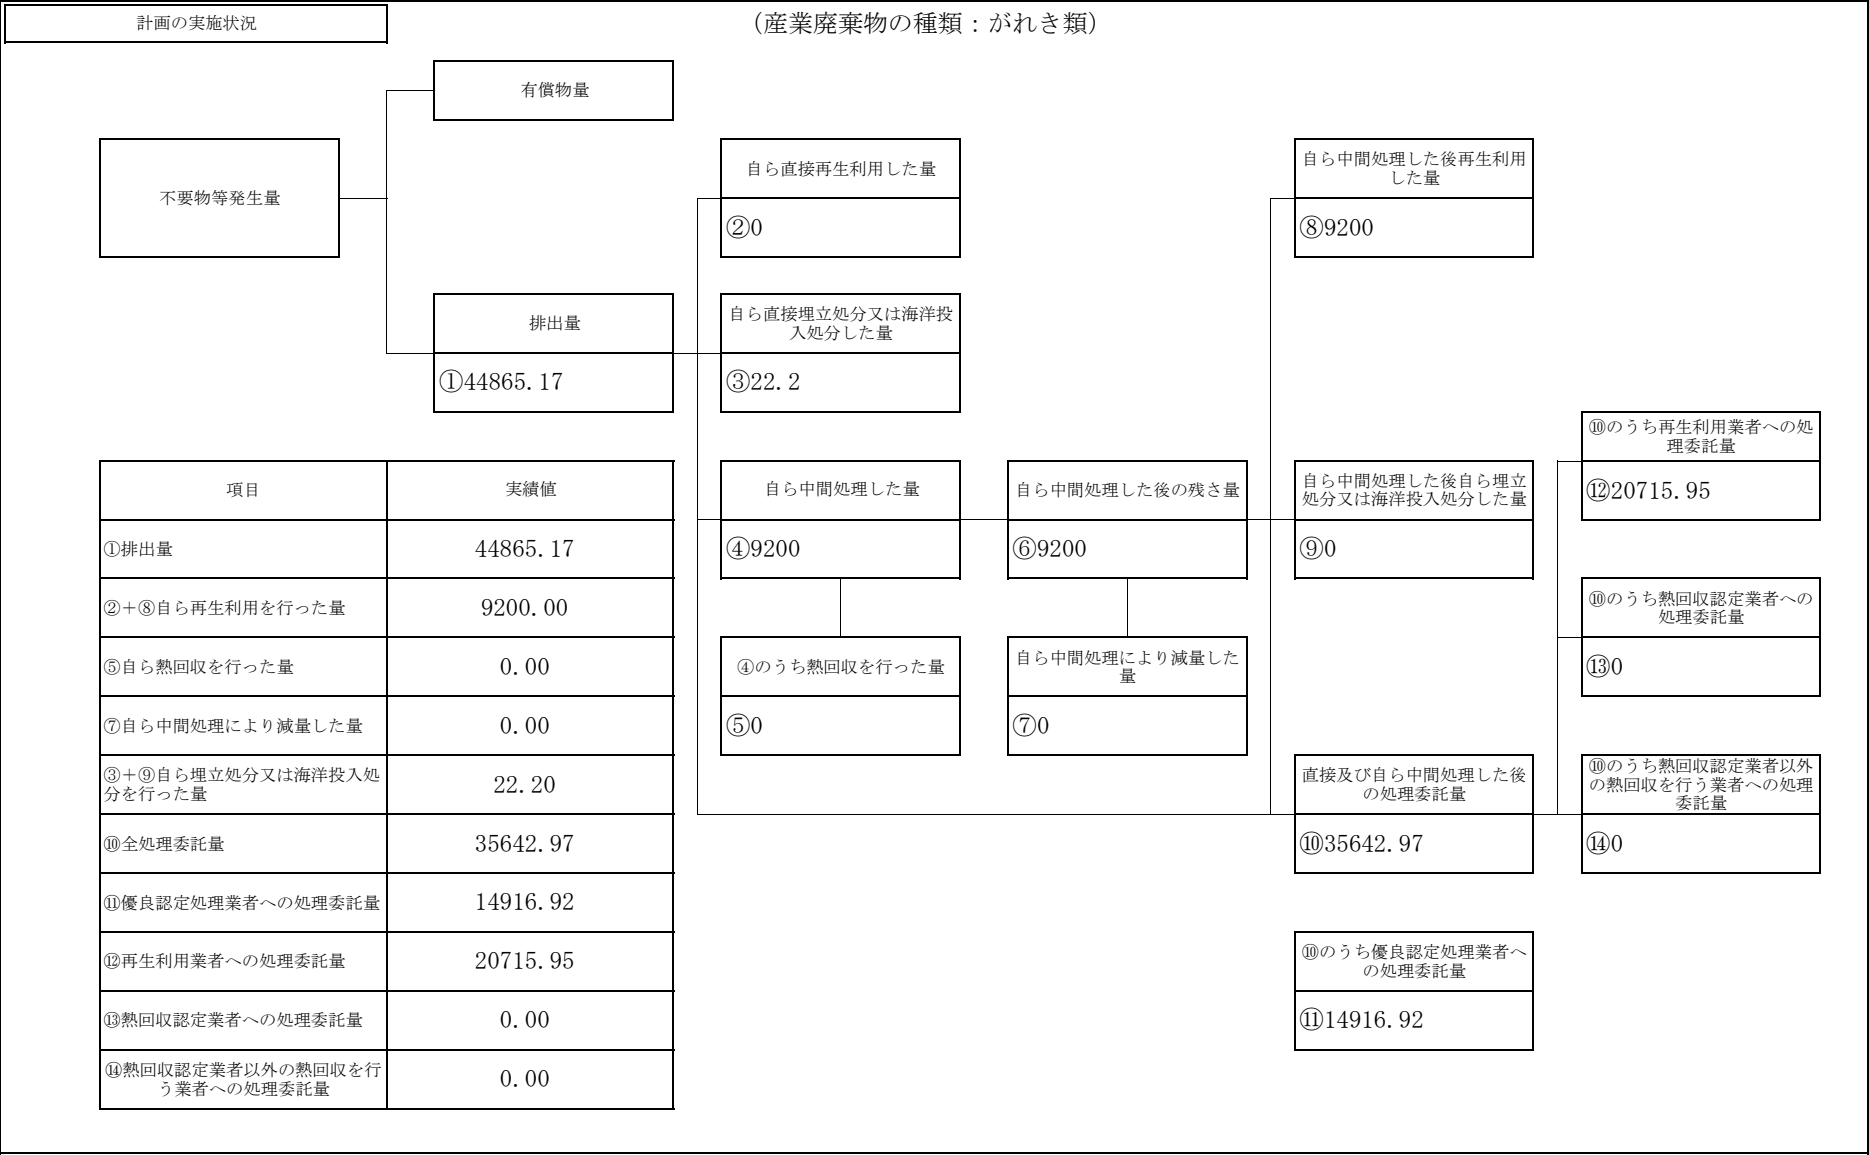 計画の実施状況
（産業廃棄物の種類：がれき類）
有償物量
不要物等発生量
排出量
①44865.17
自ら直接再生利用した量
②0
自ら直接埋立処分又は海洋投
入処分した量
③22.2
自ら中間処理した後再生利用
した量
⑧9200
自ら中間処理した量
④9200
④のうち熱回収を行った量
⑤0
自ら中間処理した後の残さ量
⑥9200
自ら中間処理により減量した
量
⑦0
自ら中間処理した後自ら埋立
処分又は海洋投入処分した量
⑨0
直接及び自ら中間処理した後
の処理委託量
⑩35642.97
⑩のうち優良認定処理業者へ
の処理委託量
⑪14916.92
⑩のうち再生利用業者への処
理委託量
⑫20715.95
⑩のうち熱回収認定業者への
処理委託量
⑬0
⑩のうち熱回収認定業者以外
の熱回収を行う業者への処理
委託量
⑭0
項目 実績値
①排出量 44865.17
②＋⑧自ら再生利用を行った量 9200.00
⑤自ら熱回収を行った量 0.00
⑦自ら中間処理により減量した量 0.00
③＋⑨自ら埋立処分又は海洋投入処
分を行った量 22.20
⑩全処理委託量 35642.97
⑪優良認定処理業者への処理委託量 14916.92
⑫再生利用業者への処理委託量 20715.95
⑬熱回収認定業者への処理委託量 0.00
⑭熱回収認定業者以外の熱回収を行
う業者への処理委託量 0.00